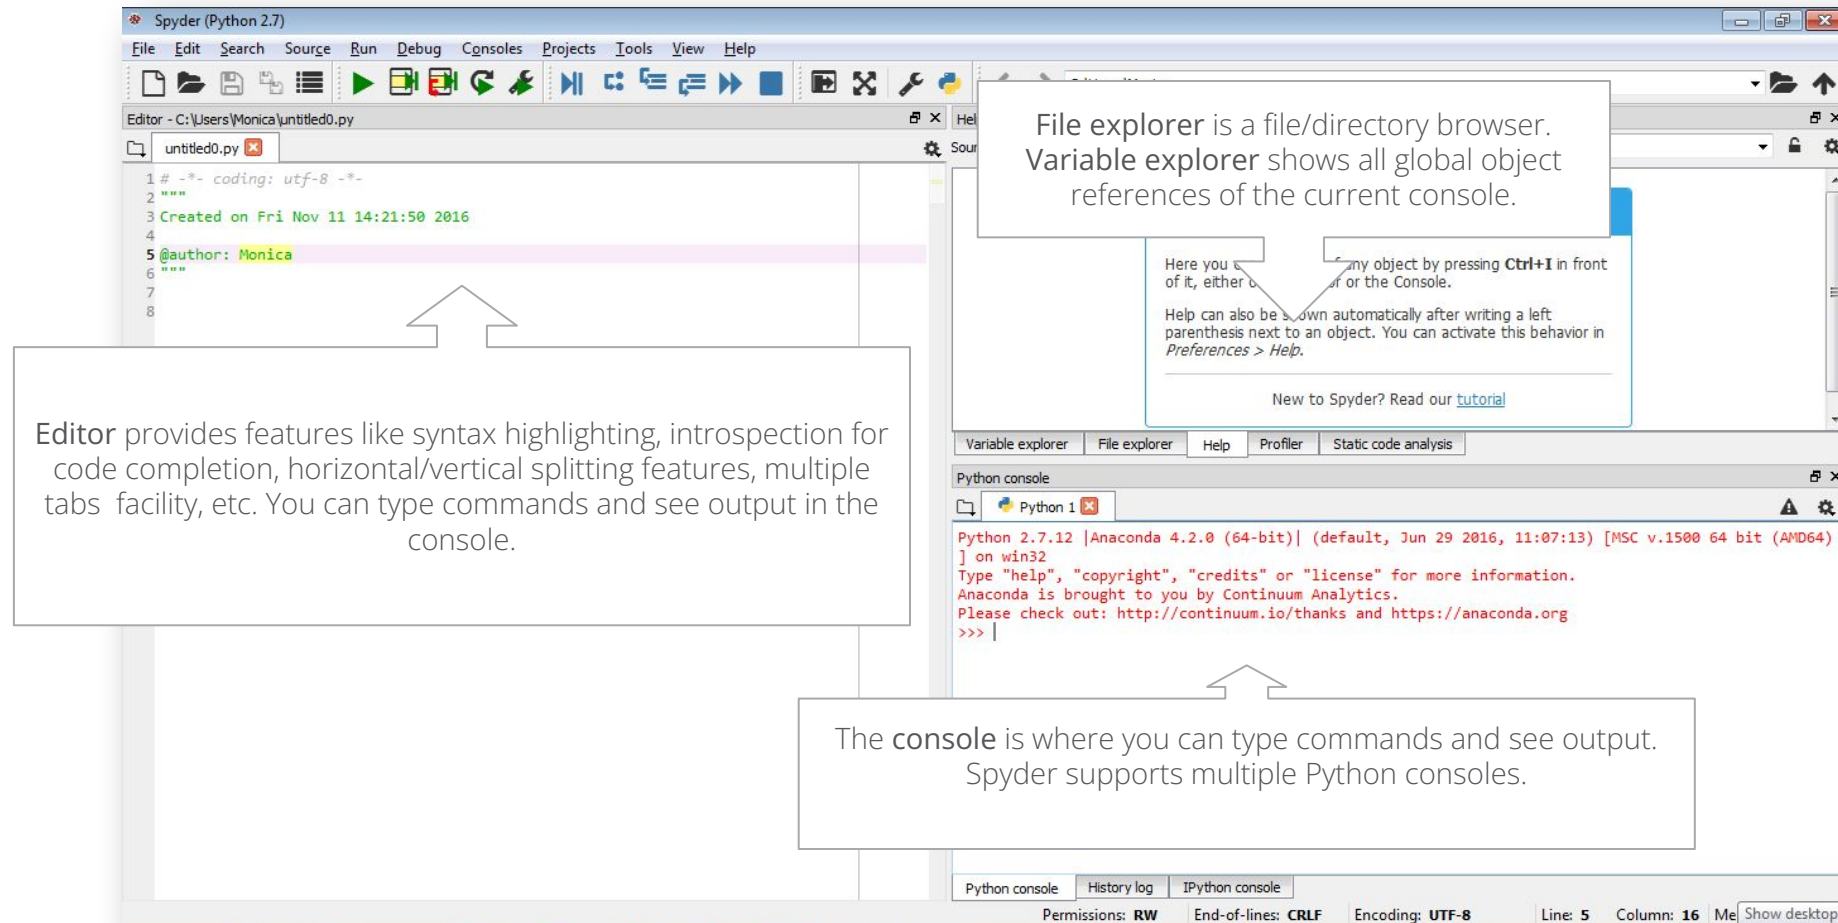 Spyder (Python 2.7)
File Edit Search Source Run Debug Consoles Projects Tools View Help
Editor - C:\Users\Monica\untitled0.py
untitled0.py
1 # -*- coding: utf-8 -*-
2 """
3 Created on Fri Nov 11 14:21:50 2016
4
5 @author: Monica
6 """
7
8
Editor provides features like syntax highlighting, introspection for
code completion, horizontal/vertical splitting features, multiple
tabs facility, etc. You can type commands and see output in the
console.
File explorer is a file/directory browser.
Variable explorer shows all global object
references of the current console.
Here you any object by pressing Ctrl+I in front
of it, either or the Console.
Help can also be shown automatically after writing a left
parenthesis next to an object. You can activate this behavior in
Preferences > Help.
New to Spyder? Read our tutorial
Variable explorer File explorer Help Profiler Static code analysis
Python console
Python 1
Python 2.7.12 |Anaconda 4.2.0 (64-bit)| (default, Jun 29 2016, 11:07:13) [MSC v.1500 64 bit (AMD64)
] on win32
Type "help", "copyright", "credits" or "license" for more information.
Anaconda is brought to you by Continuum Analytics.
Please check out: http://continuum.io/thanks and https://anaconda.org
>>>
The console is where you can type commands and see output.
Spyder supports multiple Python consoles.
Python console History log IPython console
Permissions: RW End-of-lines: CRLF Encoding: UTF-8 Line: 5 Column: 16 Me Show desktop